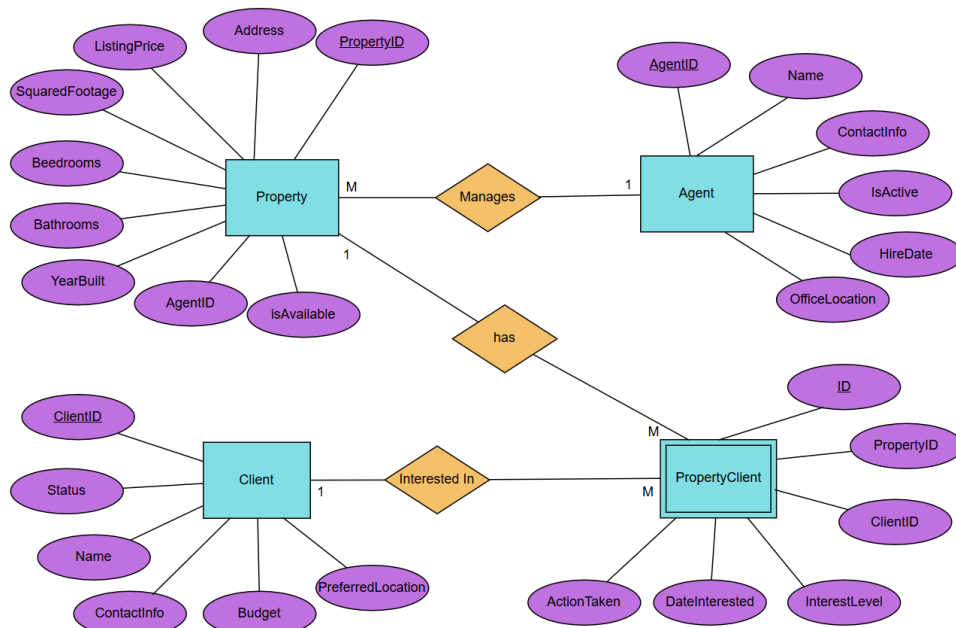 Address
PropertyID
ListingPrice
SquaredFootage
Beedrooms
Bathrooms
YearBuilt
AgentID
isAvailable
Property
M
1
Manages
1
AgentID
Name
ContactInfo
IsActive
HireDate
OfficeLocation
Agent
has
M
ClientID
Status
Name
ContactInfo
Budget
PreferredLocation
Client
1
Interested In
M
PropertyClient
ID
PropertyID
ClientID
ActionTaken
DateInterested
InterestLevel